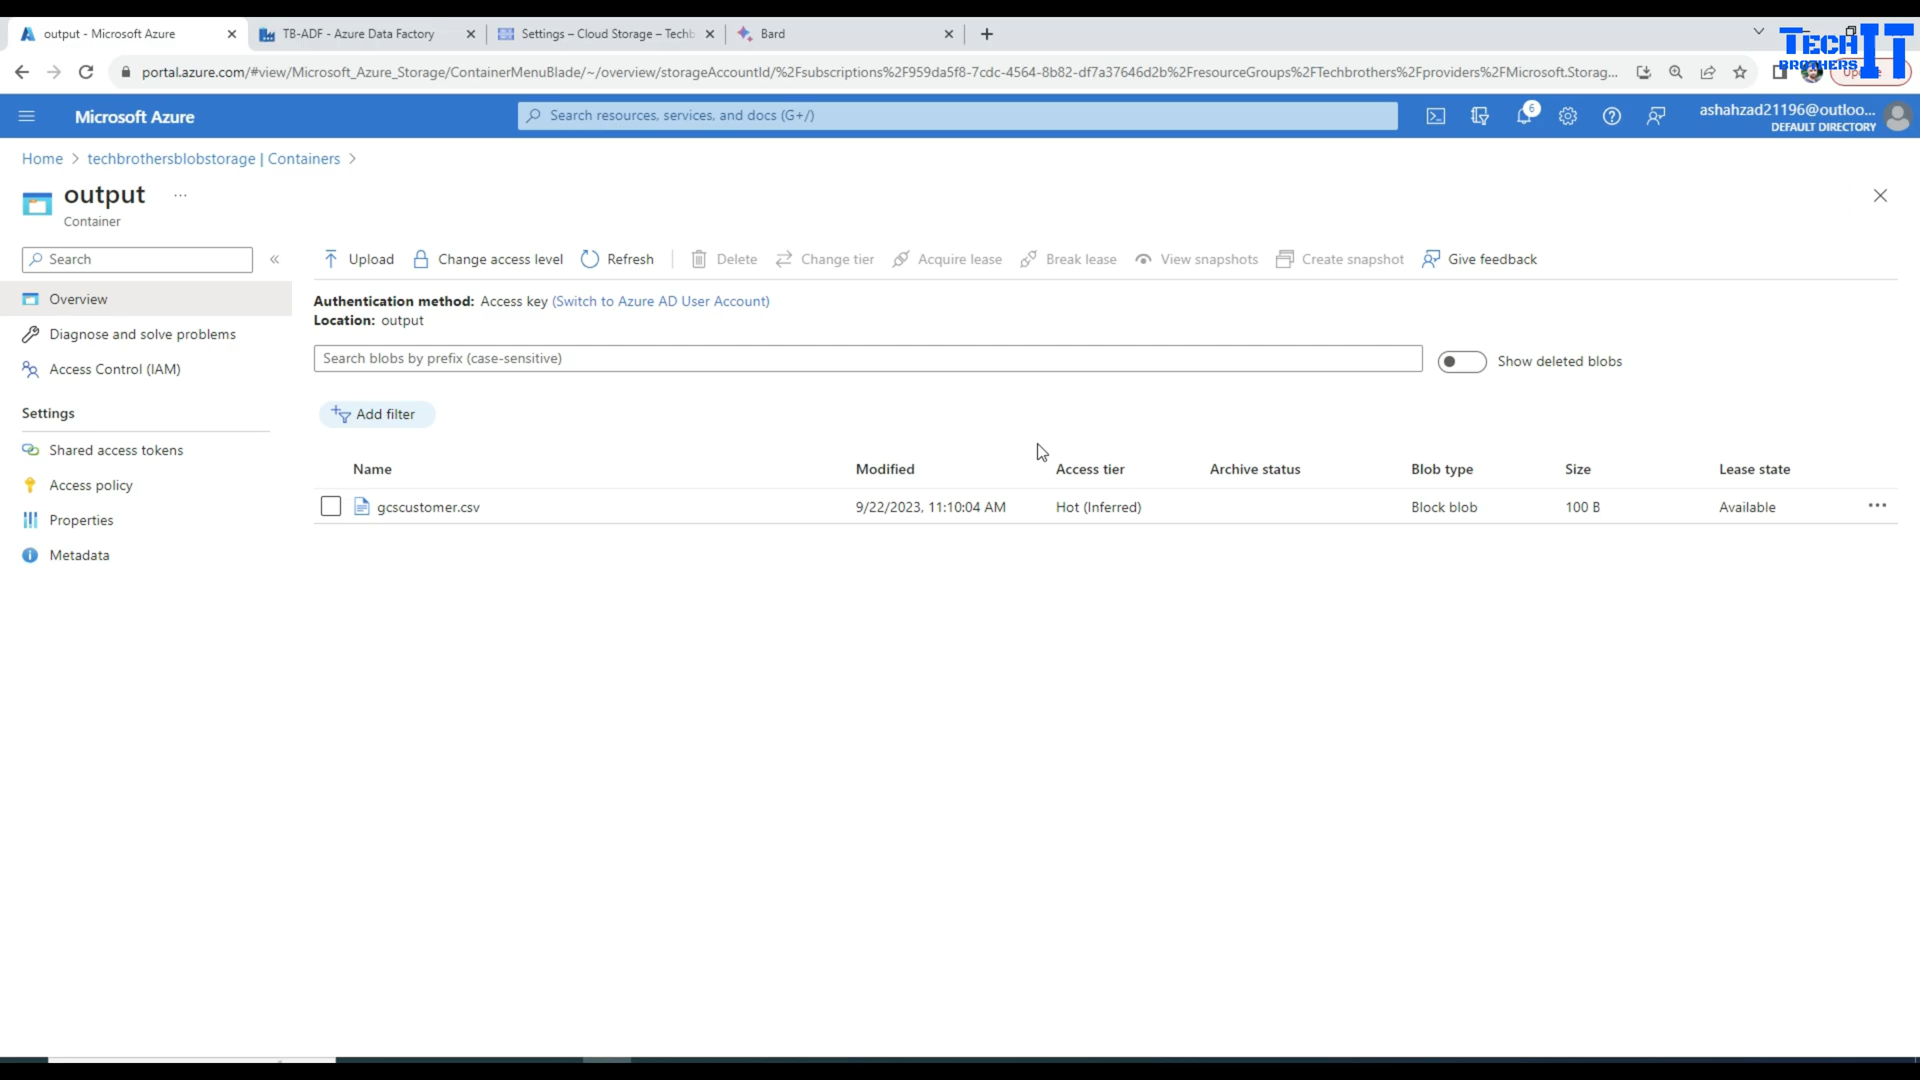 output - Microsoft Azure
TB-ADF - Azure Data Factory
Settings – Cloud Storage – Techb
Bard
TECH IT
BROTHERS
portal.azure.com/#view/Microsoft_Azure_Storage/ContainerMenuBlade/~/overview/storageAccountId/%2Fsubscriptions%2F959da5f8-7cdc-4564-8b82-df7a37646d2b%2FresourceGroups%2FTechbrothers%2Fproviders%2FMicrosoft.Storag...
Microsoft Azure
Search resources, services, and docs (G+/)
6
ashahzad21196@outloo...
DEFAULT DIRECTORY
Home > techbrothersblobstorage | Containers >
output ...
Container
Search
«
Upload
Change access level
Refresh
Delete
Change tier
Acquire lease
Break lease
View snapshots
Create snapshot
Give feedback
Overview
Diagnose and solve problems
Access Control (IAM)
Settings
Shared access tokens
Access policy
Properties
Metadata
Authentication method: Access key (Switch to Azure AD User Account)
Location: output
Search blobs by prefix (case-sensitive)
Show deleted blobs
Add filter
Name Modified Access tier Archive status Blob type Size Lease state
gcscustomer.csv 9/22/2023, 11:10:04 AM Hot (Inferred) Block blob 100 B Available ...